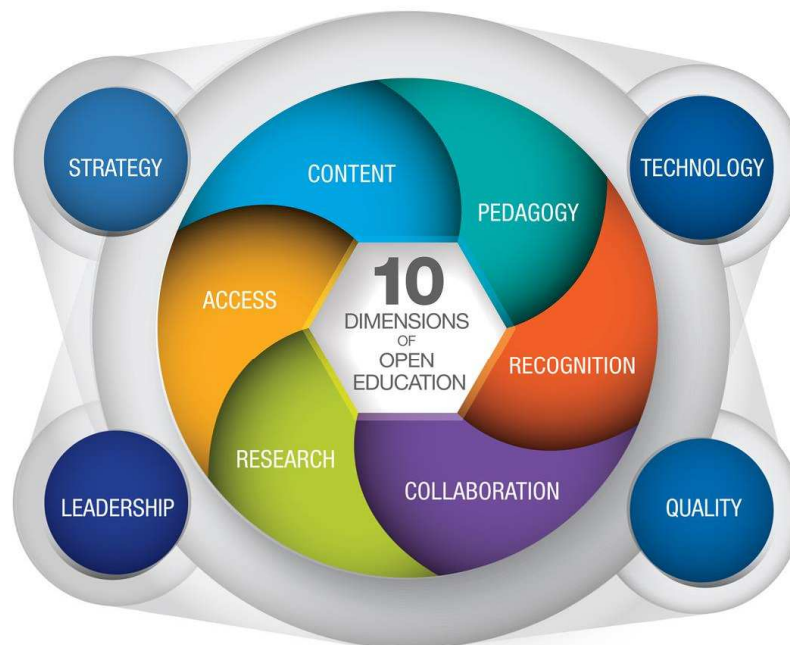 STRATEGY
TECHNOLOGY
CONTENT
PEDAGOGY
ACCESS
10
DIMENSIONS
OF
OPEN
EDUCATION
RECOGNITION
RESEARCH
COLLABORATION
LEADERSHIP
QUALITY